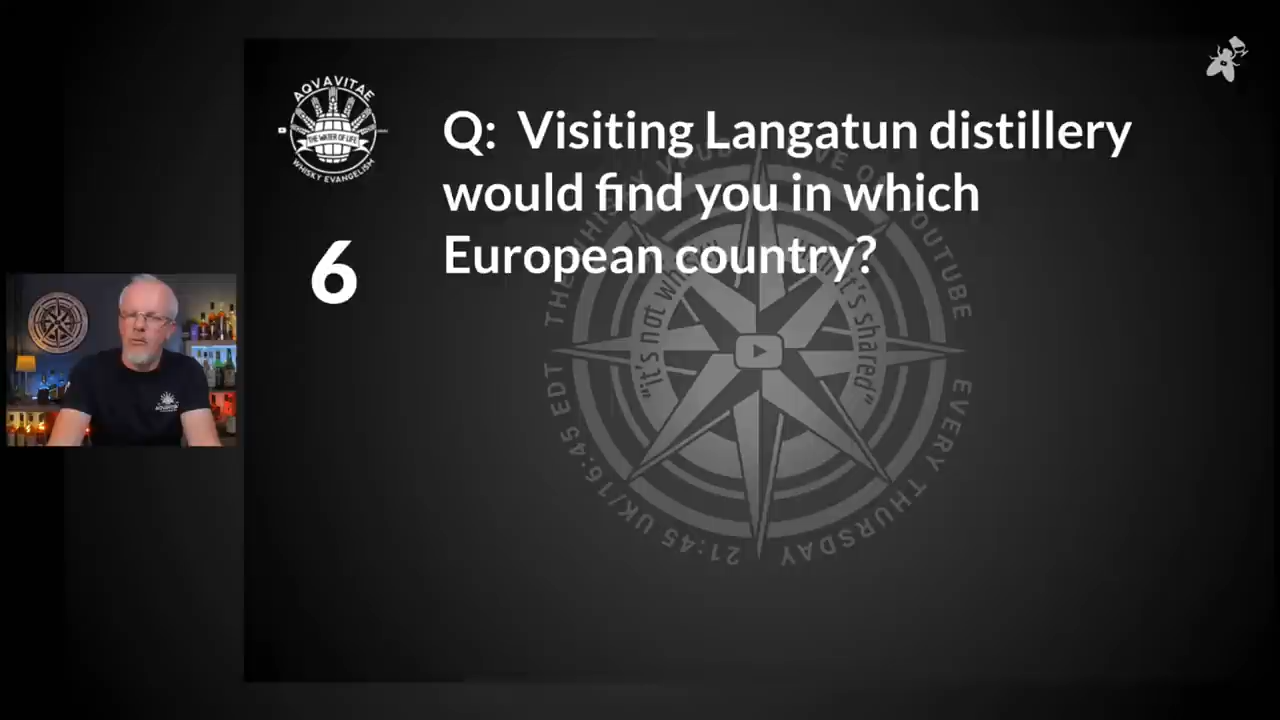 AQVAVITAE
THE WATER OF LIFE
WHISKY EVANGELISM
Q: Visiting Langatun distillery
would find you in which
European country?
6
"it's not whisky
it's shared"
OUTUBE
EVERY THURSDAY
21:45 UK/16:45 EDT